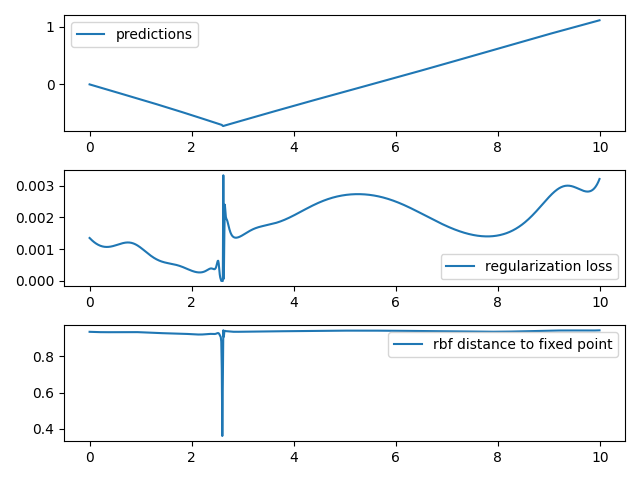 predictions
1
0
0 2 4 6 8 10
0.003
0.002
0.001
0.000
regularization loss
0 2 4 6 8 10
rbf distance to fixed point
0.8
0.6
0.4
0 2 4 6 8 10